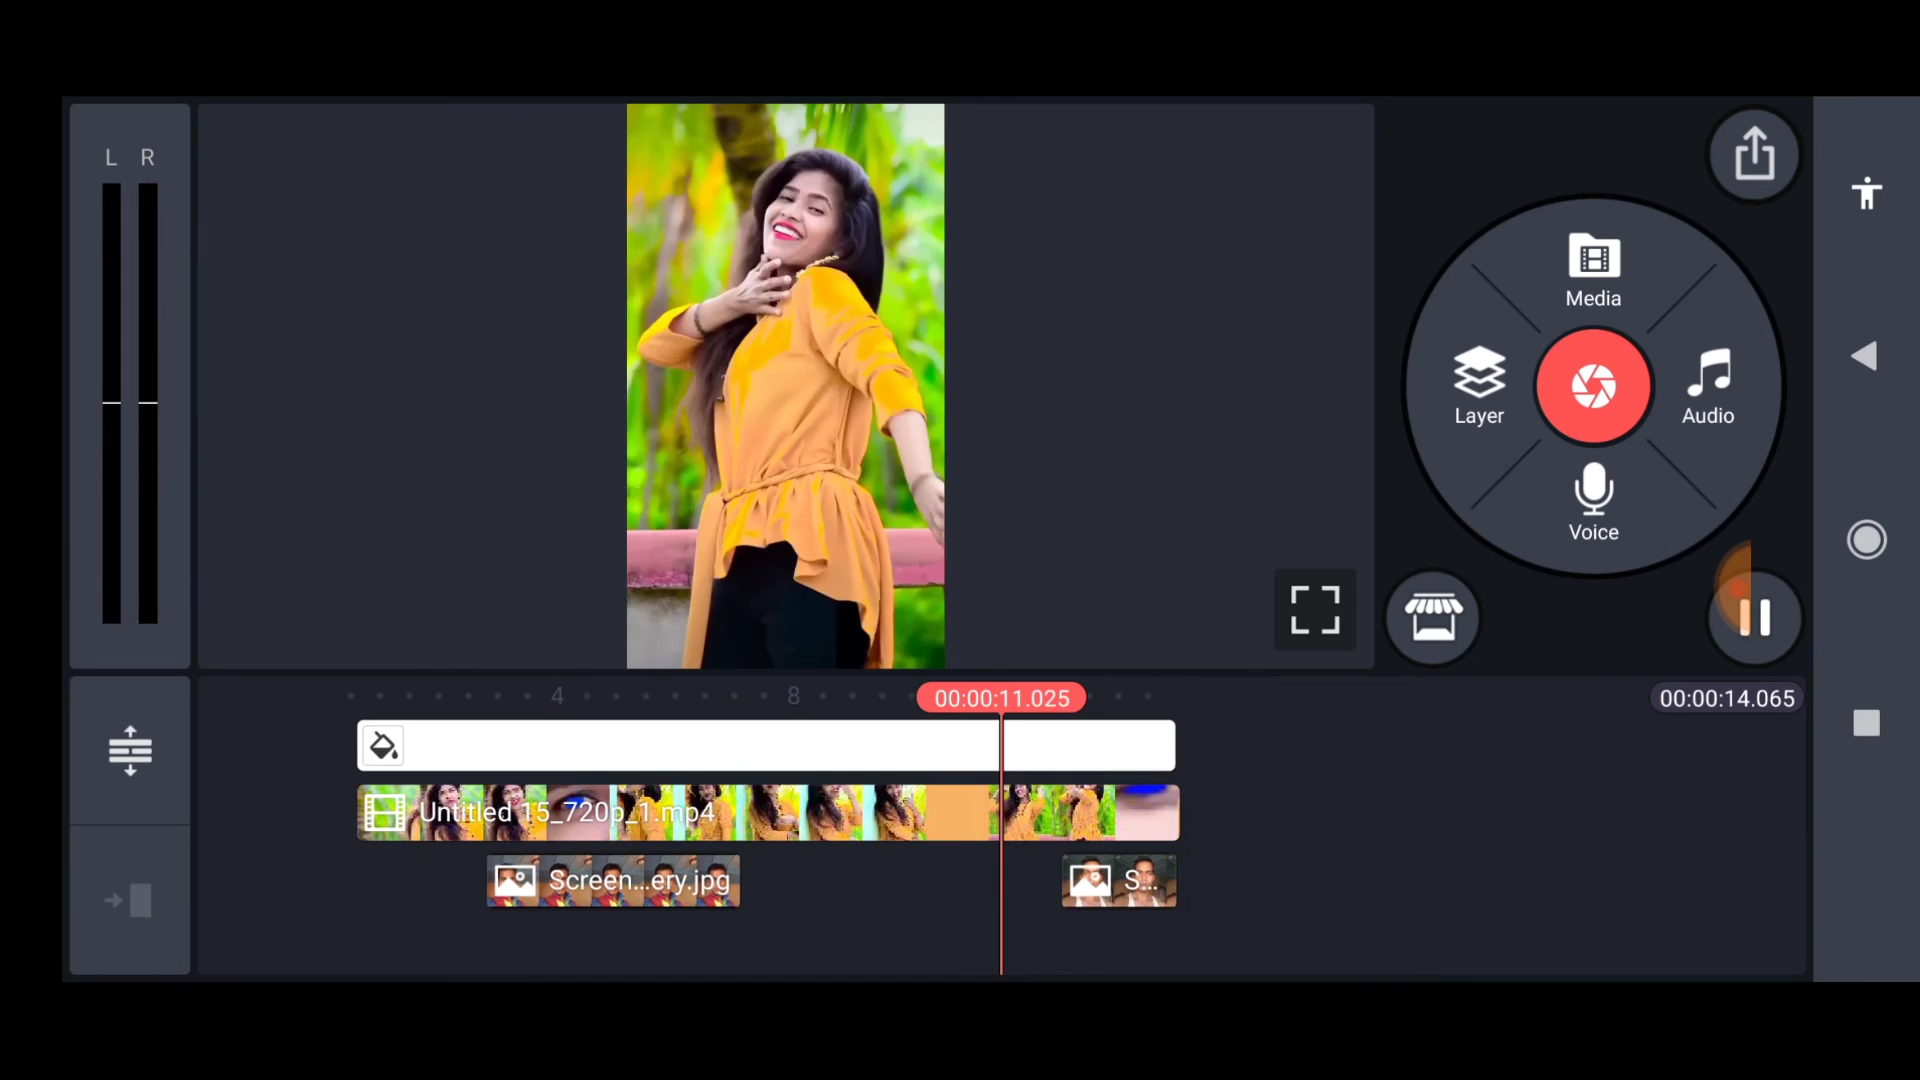 L R
Media
Layer
Audio
Voice
4
8
00:00:11.025
00:00:14.065
Untitled 15_720p_1.mp4
Screen...ery.jpg
S...